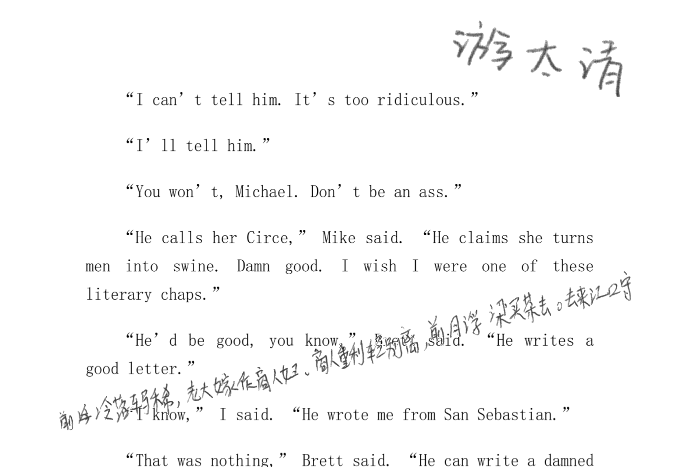 游太清
“I can’t tell him. It’s too ridiculous.”
“I’ll tell him.”
“You won’t, Michael. Don’t be an ass.”
“He calls her Circe,” Mike said. “He claims she turns
men into swine. Damn good. I wish I were one of these
literary chaps.”
“He’d be good, you know,” said. “He writes a
good letter.”
冷落稀,老大嫁作商人妇、商人重利轻别离,前月浮梁买茶去。去来江口守
know,” I said. “He wrote me from San Sebastian.”
“That was nothing,” Brett said. “He can write a damned